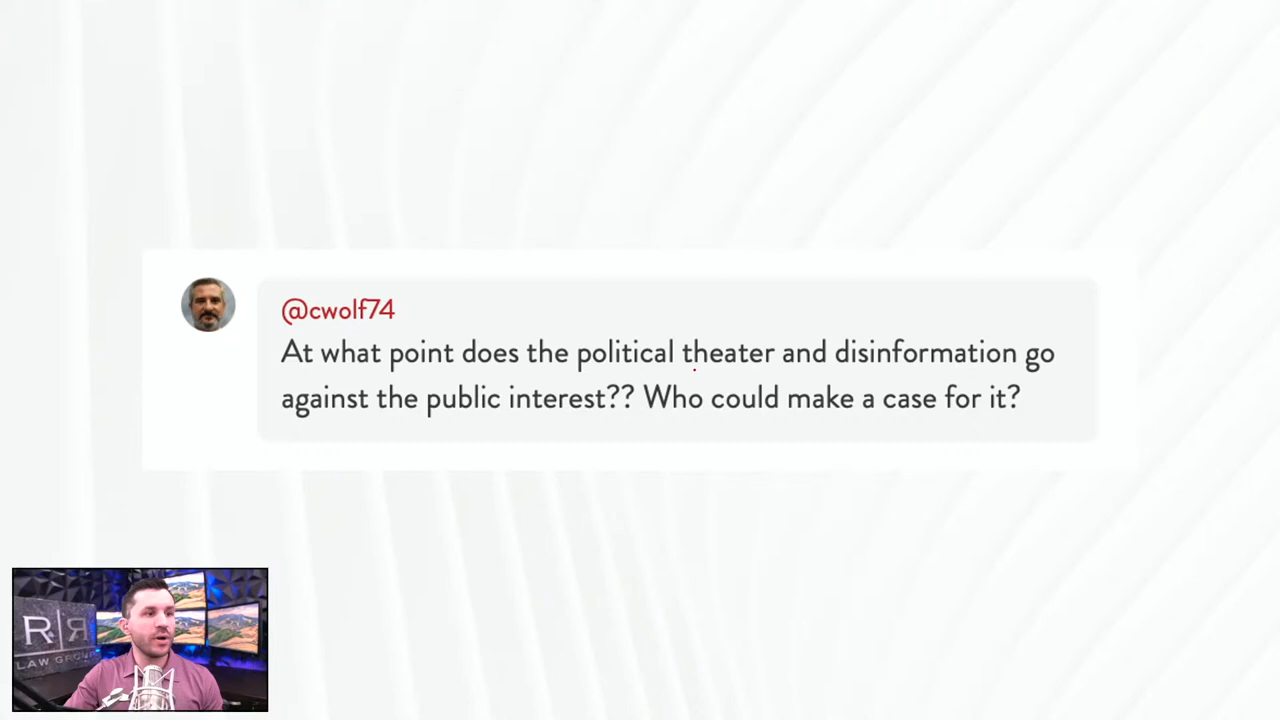 @cwolf74
At what point does the political theater and disinformation go
against the public interest?? Who could make a case for it?
R|R
LAW GROUP